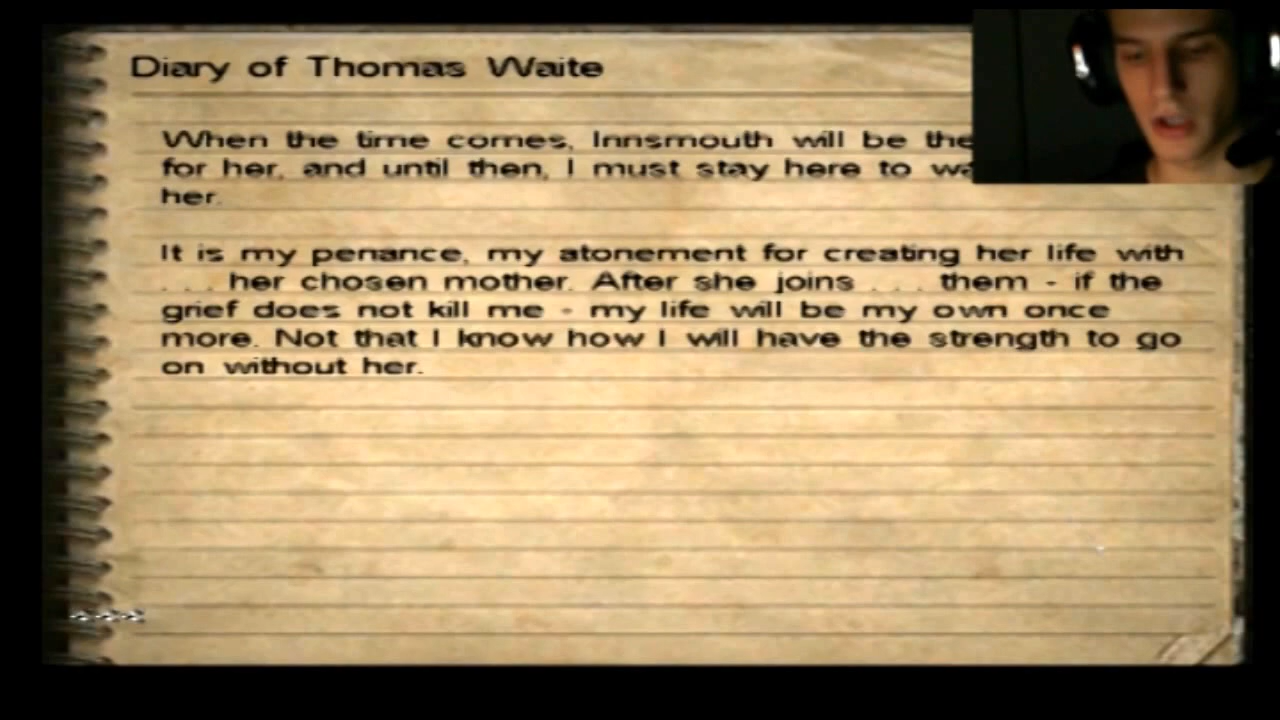 Diary of Thomas Waite
When the time comes, Innsmouth will be the
for her, and until then, I must stay here to
her.
It is my penance, my atonement for creating her life with
. . . her chosen mother. After she joins . . . them - if the
grief does not kill me - my life will be my own once
more. Not that I know how I will have the strength to go
on without her.